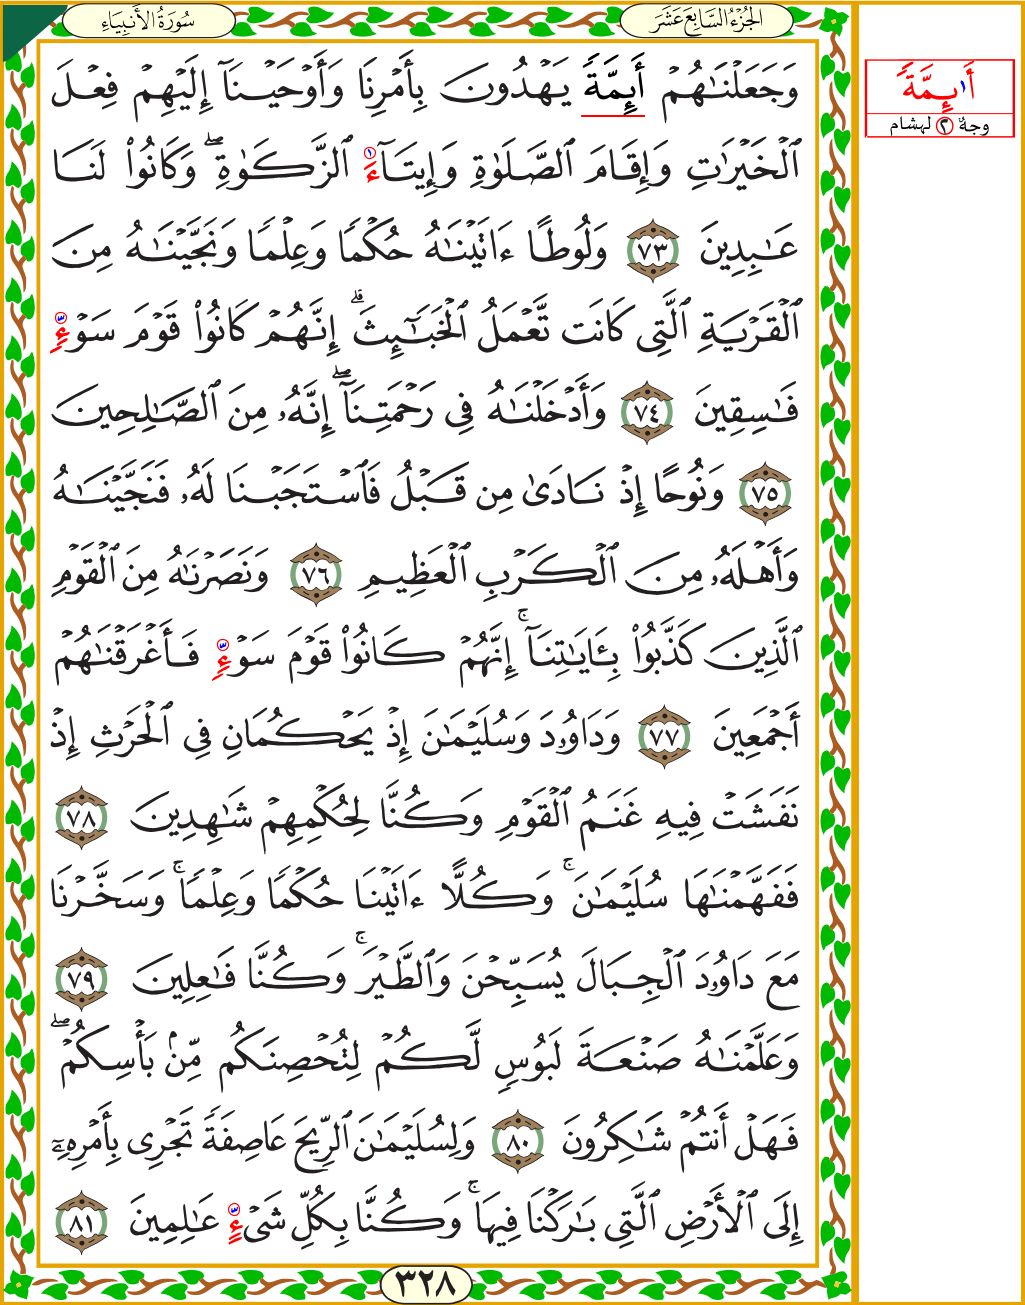 سُورَةُ الأَنبِيَاءِ
الجُزْءُ السَّابِعَ عَشَرَ
وَجَعَلْنَٰهُمْ أَئِمَّةً يَهْدُونَ بِأَمْرِنَا وَأَوْحَيْنَآ إِلَيْهِمْ فِعْلَ
ٱلْخَيْرَٰتِ وَإِقَامَ ٱلصَّلَوٰةِ وَإِيتَآءَ ٱلزَّكَوٰةِۖ وَكَانُوا۟ لَنَا
عَٰبِدِينَ ٧٣ وَلُوطًا ءَاتَيْنَٰهُ حُكْمًا وَعِلْمًا وَنَجَّيْنَٰهُ مِنَ
ٱلْقَرْيَةِ ٱلَّتِى كَانَت تَّعْمَلُ ٱلْخَبَٰٓئِثَۗ إِنَّهُمْ كَانُوا۟ قَوْمَ سَوْءٍ
فَٰسِقِينَ ٧٤ وَأَدْخَلْنَٰهُ فِى رَحْمَتِنَآۖ إِنَّهُۥ مِنَ ٱلصَّٰلِحِينَ
٧٥ وَنُوحًا إِذْ نَادَىٰ مِن قَبْلُ فَٱسْتَجَبْنَا لَهُۥ فَنَجَّيْنَٰهُ
وَأَهْلَهُۥ مِنَ ٱلْكَرْبِ ٱلْعَظِيمِ ٧٦ وَنَصَرْنَٰهُ مِنَ ٱلْقَوْمِ
ٱلَّذِينَ كَذَّبُوا۟ بِـَٔايَٰتِنَآۚ إِنَّهُمْ كَانُوا۟ قَوْمَ سَوْءٍ فَأَغْرَقْنَٰهُمْ
أَجْمَعِينَ ٧٧ وَدَاوُۥدَ وَسُلَيْمَٰنَ إِذْ يَحْكُمَانِ فِى ٱلْحَرْثِ إِذْ
نَفَشَتْ فِيهِ غَنَمُ ٱلْقَوْمِ وَكُنَّا لِحُكْمِهِمْ شَٰهِدِينَ ٧٨
فَفَهَّمْنَٰهَا سُلَيْمَٰنَۚ وَكُلًّا ءَاتَيْنَا حُكْمًا وَعِلْمًاۚ وَسَخَّرْنَا
مَعَ دَاوُۥدَ ٱلْجِبَالَ يُسَبِّحْنَ وَٱلطَّيْرَۚ وَكُنَّا فَٰعِلِينَ ٧٩
وَعَلَّمْنَٰهُ صَنْعَةَ لَبُوسٍ لَّكُمْ لِتُحْصِنَكُم مِّنۢ بَأْسِكُمْۖ
فَهَلْ أَنتُمْ شَٰكِرُونَ ٨٠ وَلِسُلَيْمَٰنَ ٱلرِّيحَ عَاصِفَةً تَجْرِى بِأَمْرِهِۦٓ
إِلَى ٱلْأَرْضِ ٱلَّتِى بَٰرَكْنَا فِيهَاۚ وَكُنَّا بِكُلِّ شَىْءٍ عَٰلِمِينَ ٨١
٣٢٨
أَا۬ئِمَّةً
وجهٌ ٢ لهشام